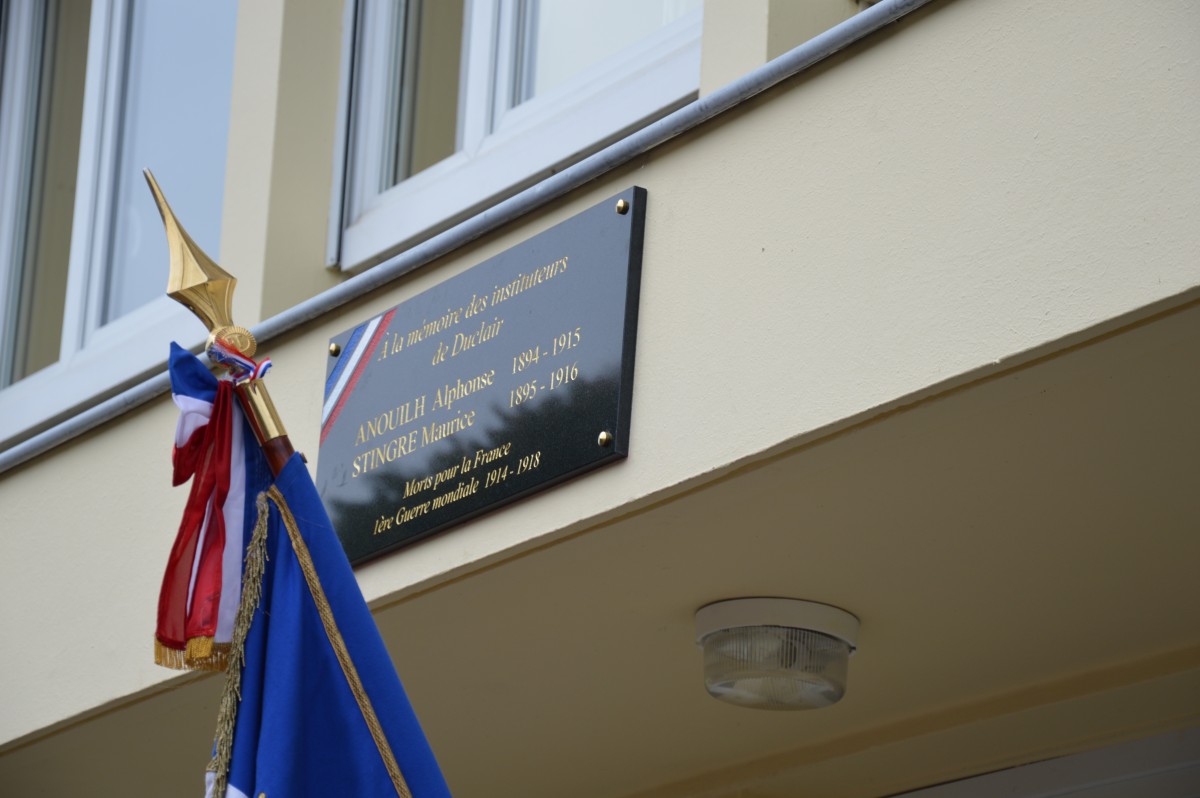 À la mémoire des instituteurs
de Duclair
ANOUILH Alphonse 1894 - 1915
STINGRE Maurice 1895 - 1916
Morts pour la France
1ère Guerre mondiale 1914 - 1918